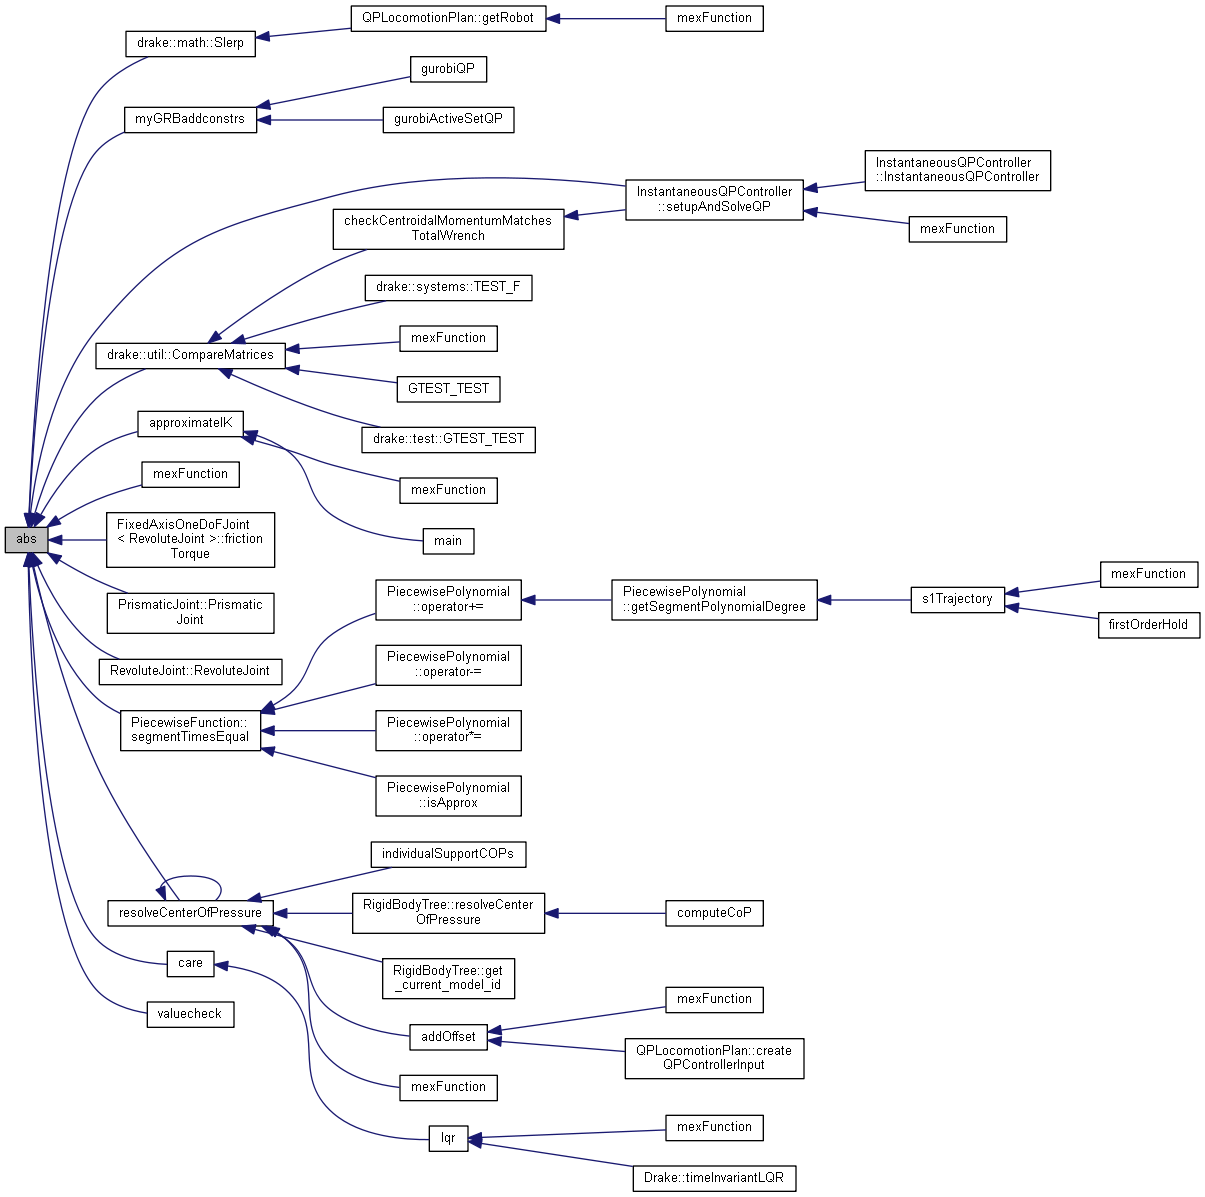 QPLocomotionPlan::getRobot
mexFunction
drake::math::Slerp
gurobiQP
myGRBaddconstrs
gurobiActiveSetQP
InstantaneousQPController
::InstantaneousQPController
InstantaneousQPController
::setupAndSolveQP
mexFunction
checkCentroidalMomentumMatches
TotalWrench
drake::systems::TEST_F
mexFunction
drake::util::CompareMatrices
GTEST_TEST
drake::test::GTEST_TEST
approximateIK
mexFunction
mexFunction
main
abs
FixedAxisOneDoFJoint
< RevoluteJoint >::friction
Torque
PrismaticJoint::Prismatic
Joint
RevoluteJoint::RevoluteJoint
PiecewisePolynomial
::operator+=
PiecewisePolynomial
::getSegmentPolynomialDegree
s1Trajectory
mexFunction
firstOrderHold
PiecewisePolynomial
::operator-=
PiecewiseFunction::
segmentTimesEqual
PiecewisePolynomial
::operator*=
PiecewisePolynomial
::isApprox
individualSupportCOPs
resolveCenterOfPressure
RigidBodyTree::resolveCenter
OfPressure
computeCoP
care
RigidBodyTree::get
_current_model_id
valuecheck
addOffset
mexFunction
QPLocomotionPlan::create
QPControllerInput
mexFunction
lqr
mexFunction
Drake::timeInvariantLQR